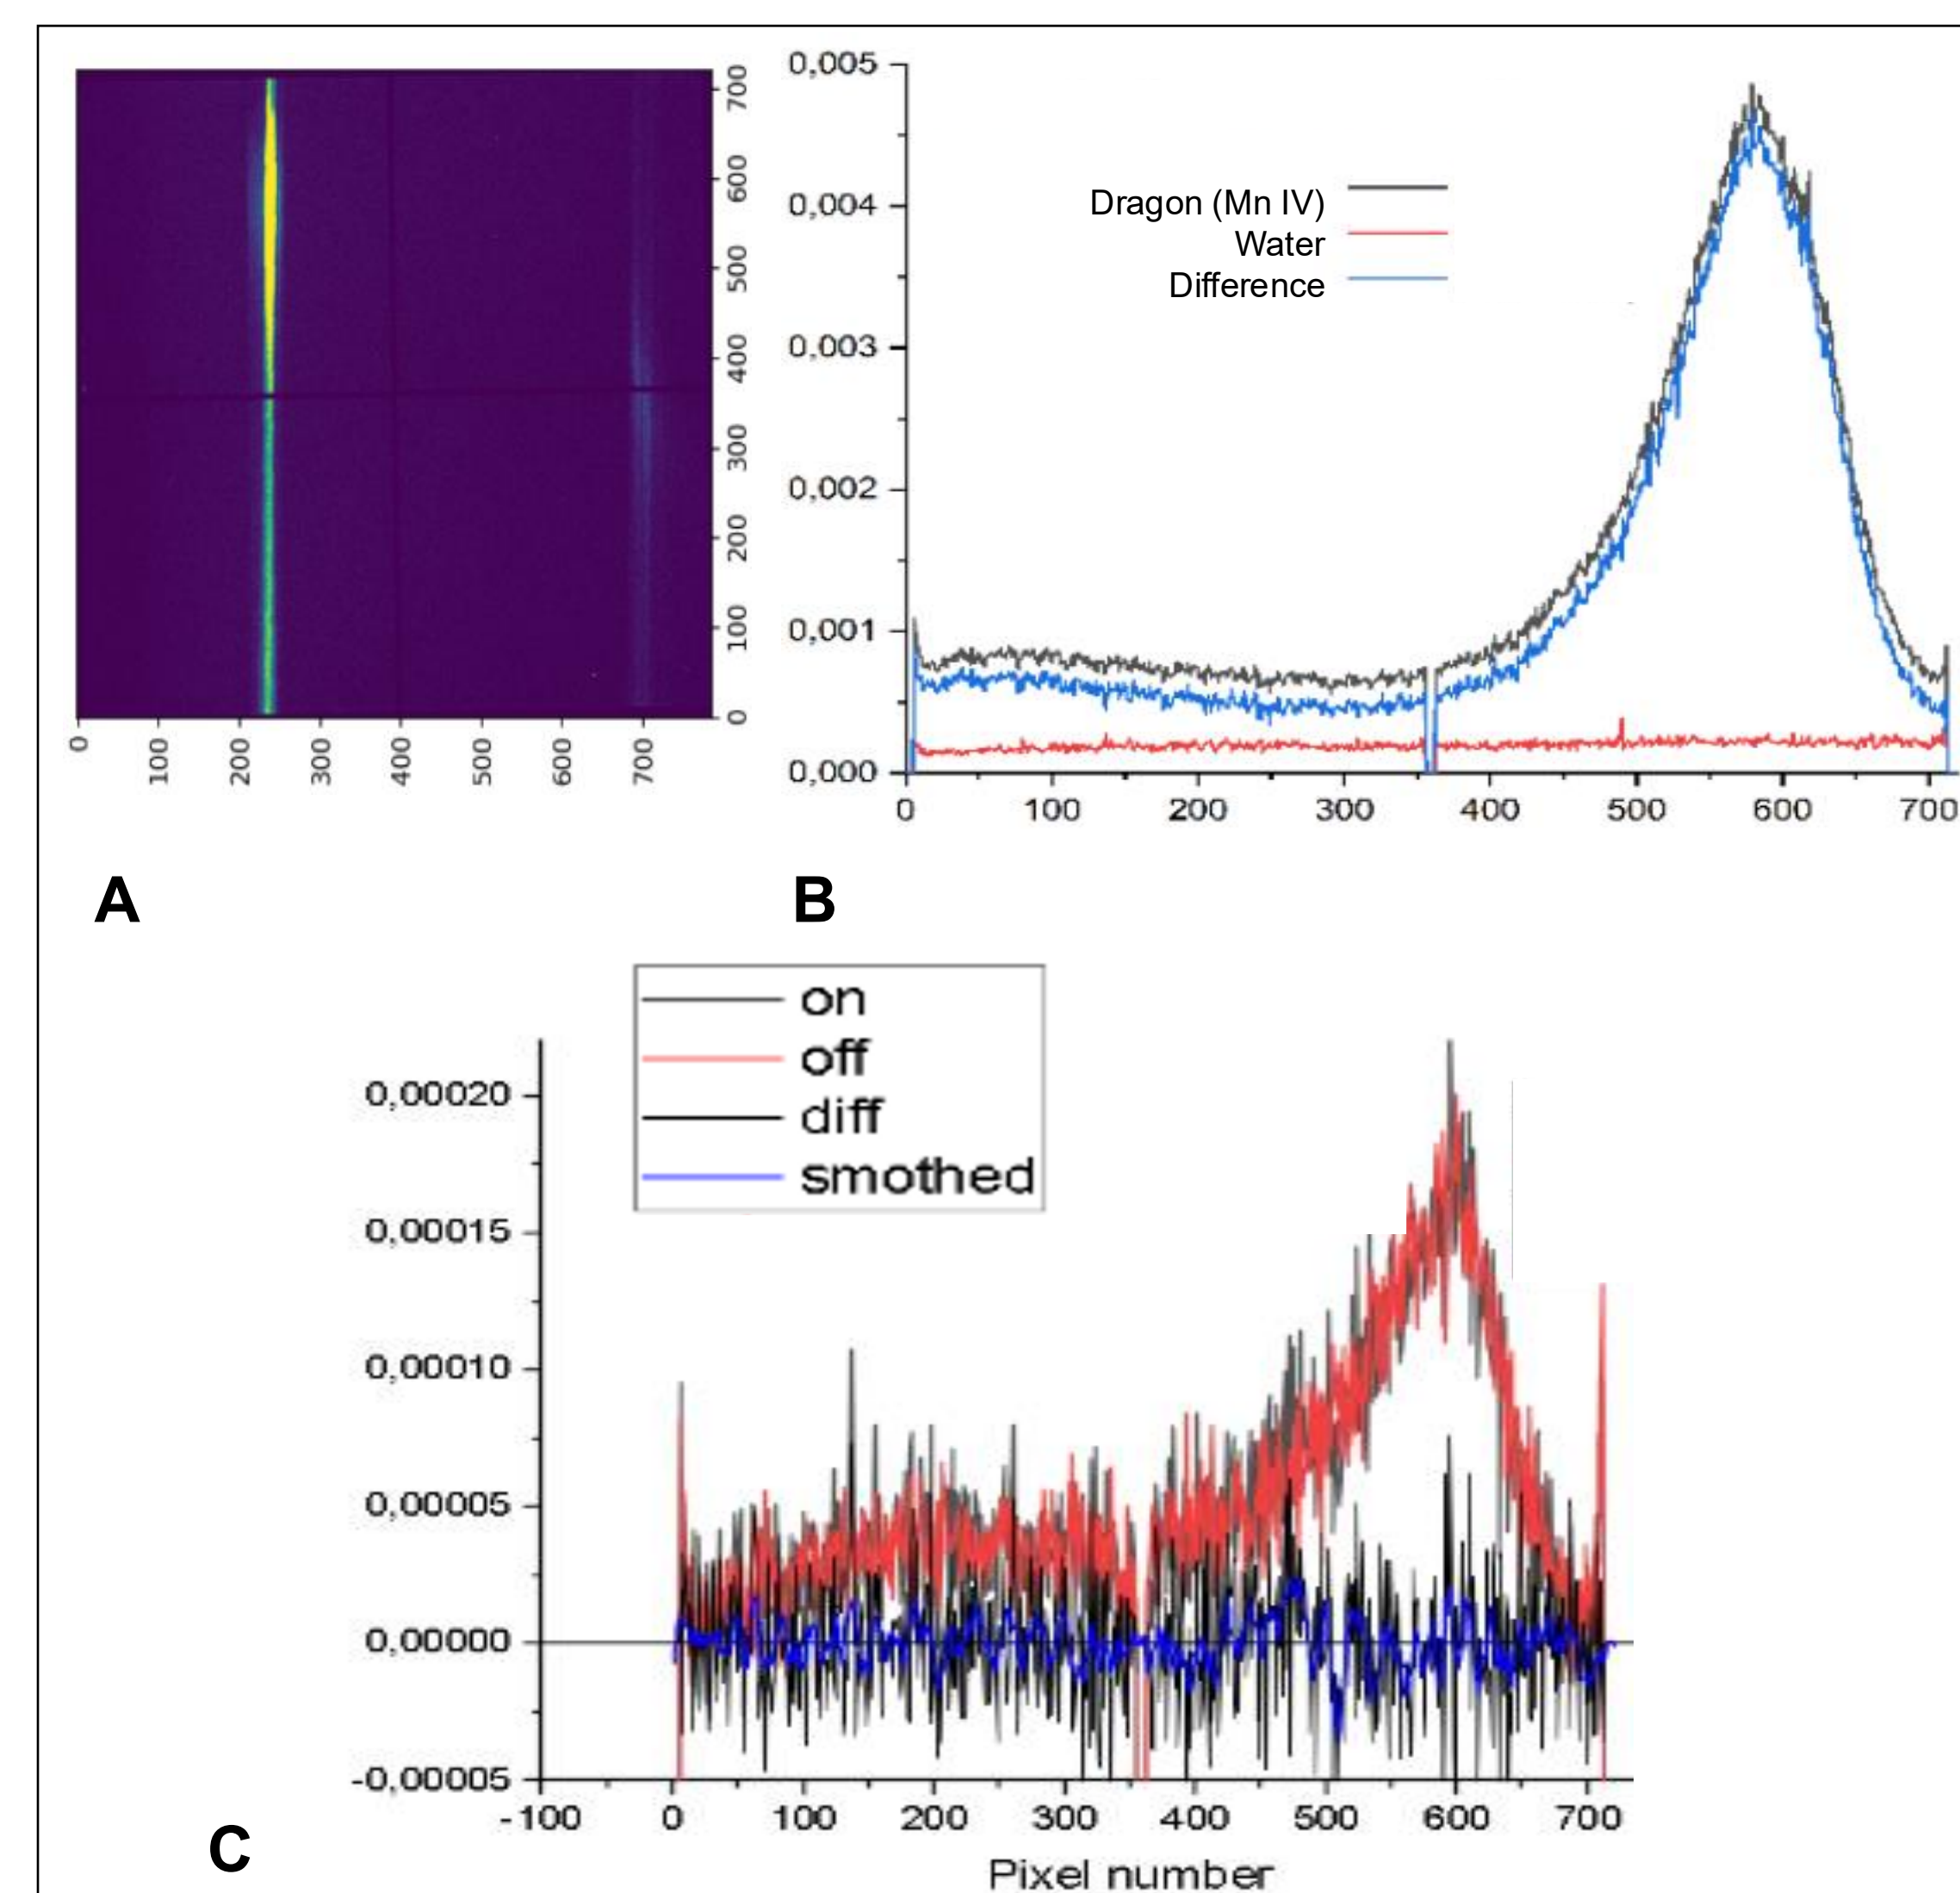 700
600
500
400
300
200
100
0
0 100 200 300 400 500 600 700
A
0,005
0,004
0,003
0,002
0,001
0,000
Dragon (Mn IV)
Water
Difference
0 100 200 300 400 500 600 700
B
on
off
diff
smothed
0,00020
0,00015
0,00010
0,00005
0,00000
-0,00005
-100 0 100 200 300 400 500 600 700
Pixel number
C